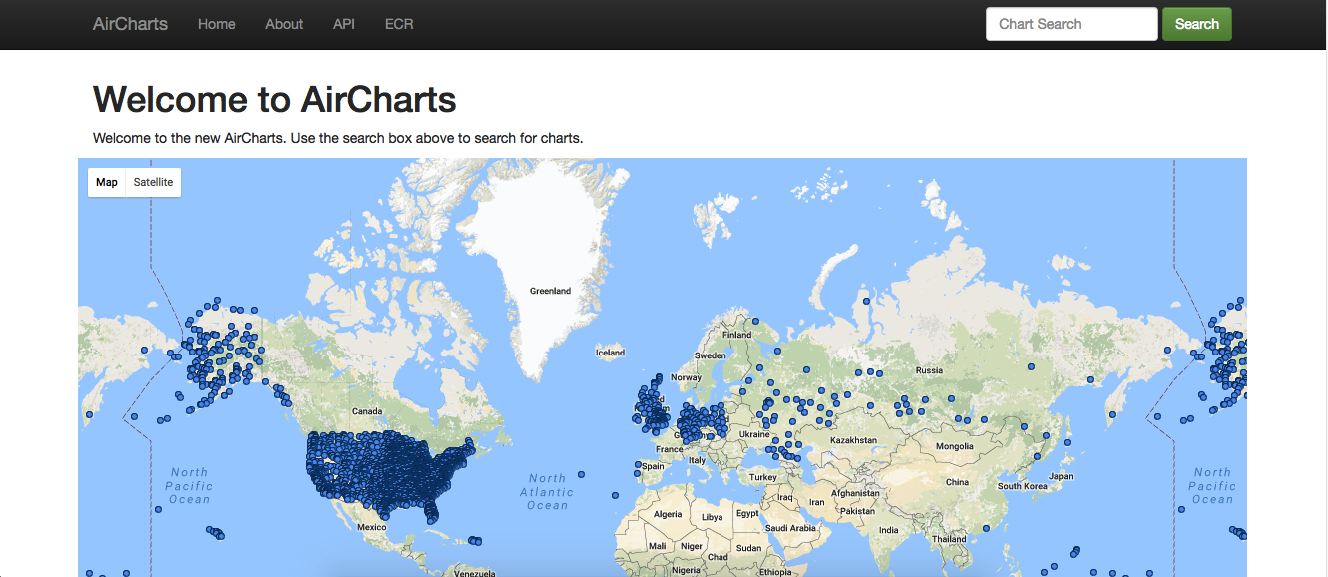 AirCharts Home About API ECR Chart Search Search
Welcome to AirCharts
Welcome to the new AirCharts. Use the search box above to search for charts.
Map Satellite
Greenland
Finland
Iceland
Sweden
Norway
Russia
Canada
Ukraine
Kazakhstan
Mongolia
France
Italy
Spain
Turkey
China
South Korea
Japan
North
Pacific
Ocean
North
Atlantic
Ocean
North
Pacific
Ocean
Iraq
Iran
Afghanistan
Pakistan
Algeria
Libya
Egypt
Saudi Arabia
India
Mexico
Mali
Niger
Chad
Sudan
Thailand
Nigeria
Ethiopia
Venezuela